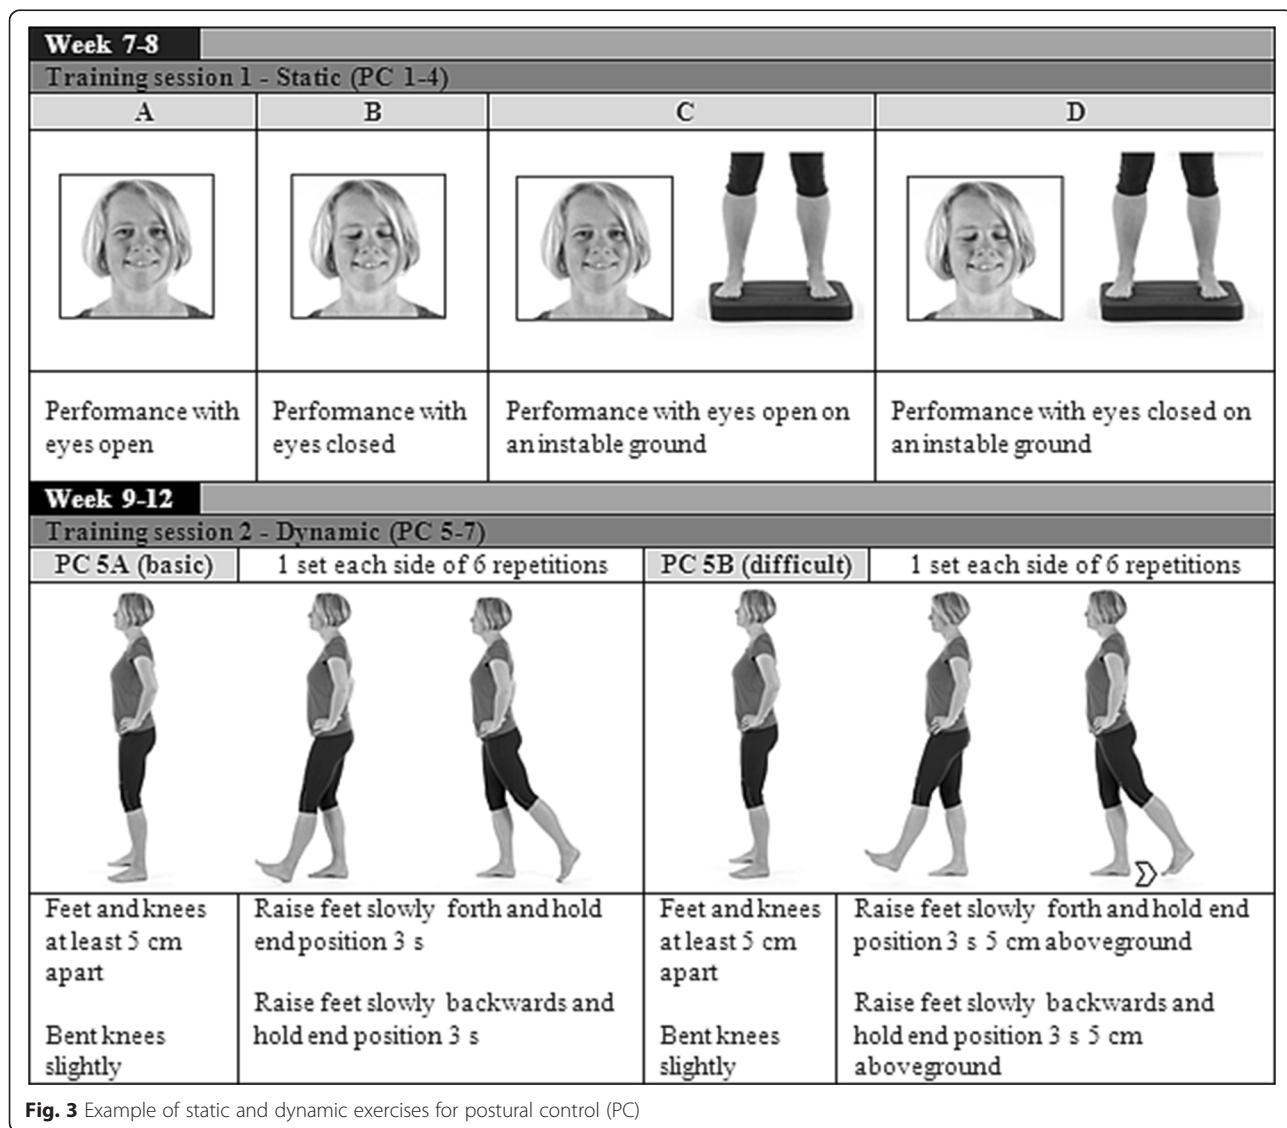 Week 7-8
Training session 1 - Static (PC 1-4)
A B C D
Performance with
eyes open
Performance with
eyes closed
Performance with eyes open on
an instable ground
Performance with eyes closed on
an instable ground
Week 9-12
Training session 2 - Dynamic (PC 5-7)
PC 5A (basic) 1 set each side of 6 repetitions PC 5B (difficult) 1 set each side of 6 repetitions
Feet and knees
at least 5 cm
apart
Bent knees
slightly
Raise feet slowly forth and hold
end position 3 s
Raise feet slowly backwards and
hold end position 3 s
Feet and knees
at least 5 cm
apart
Bent knees
slightly
Raise feet slowly forth and hold end
position 3 s 5 cm aboveground
Raise feet slowly backwards and
hold end position 3 s 5 cm
aboveground
Fig. 3 Example of static and dynamic exercises for postural control (PC)